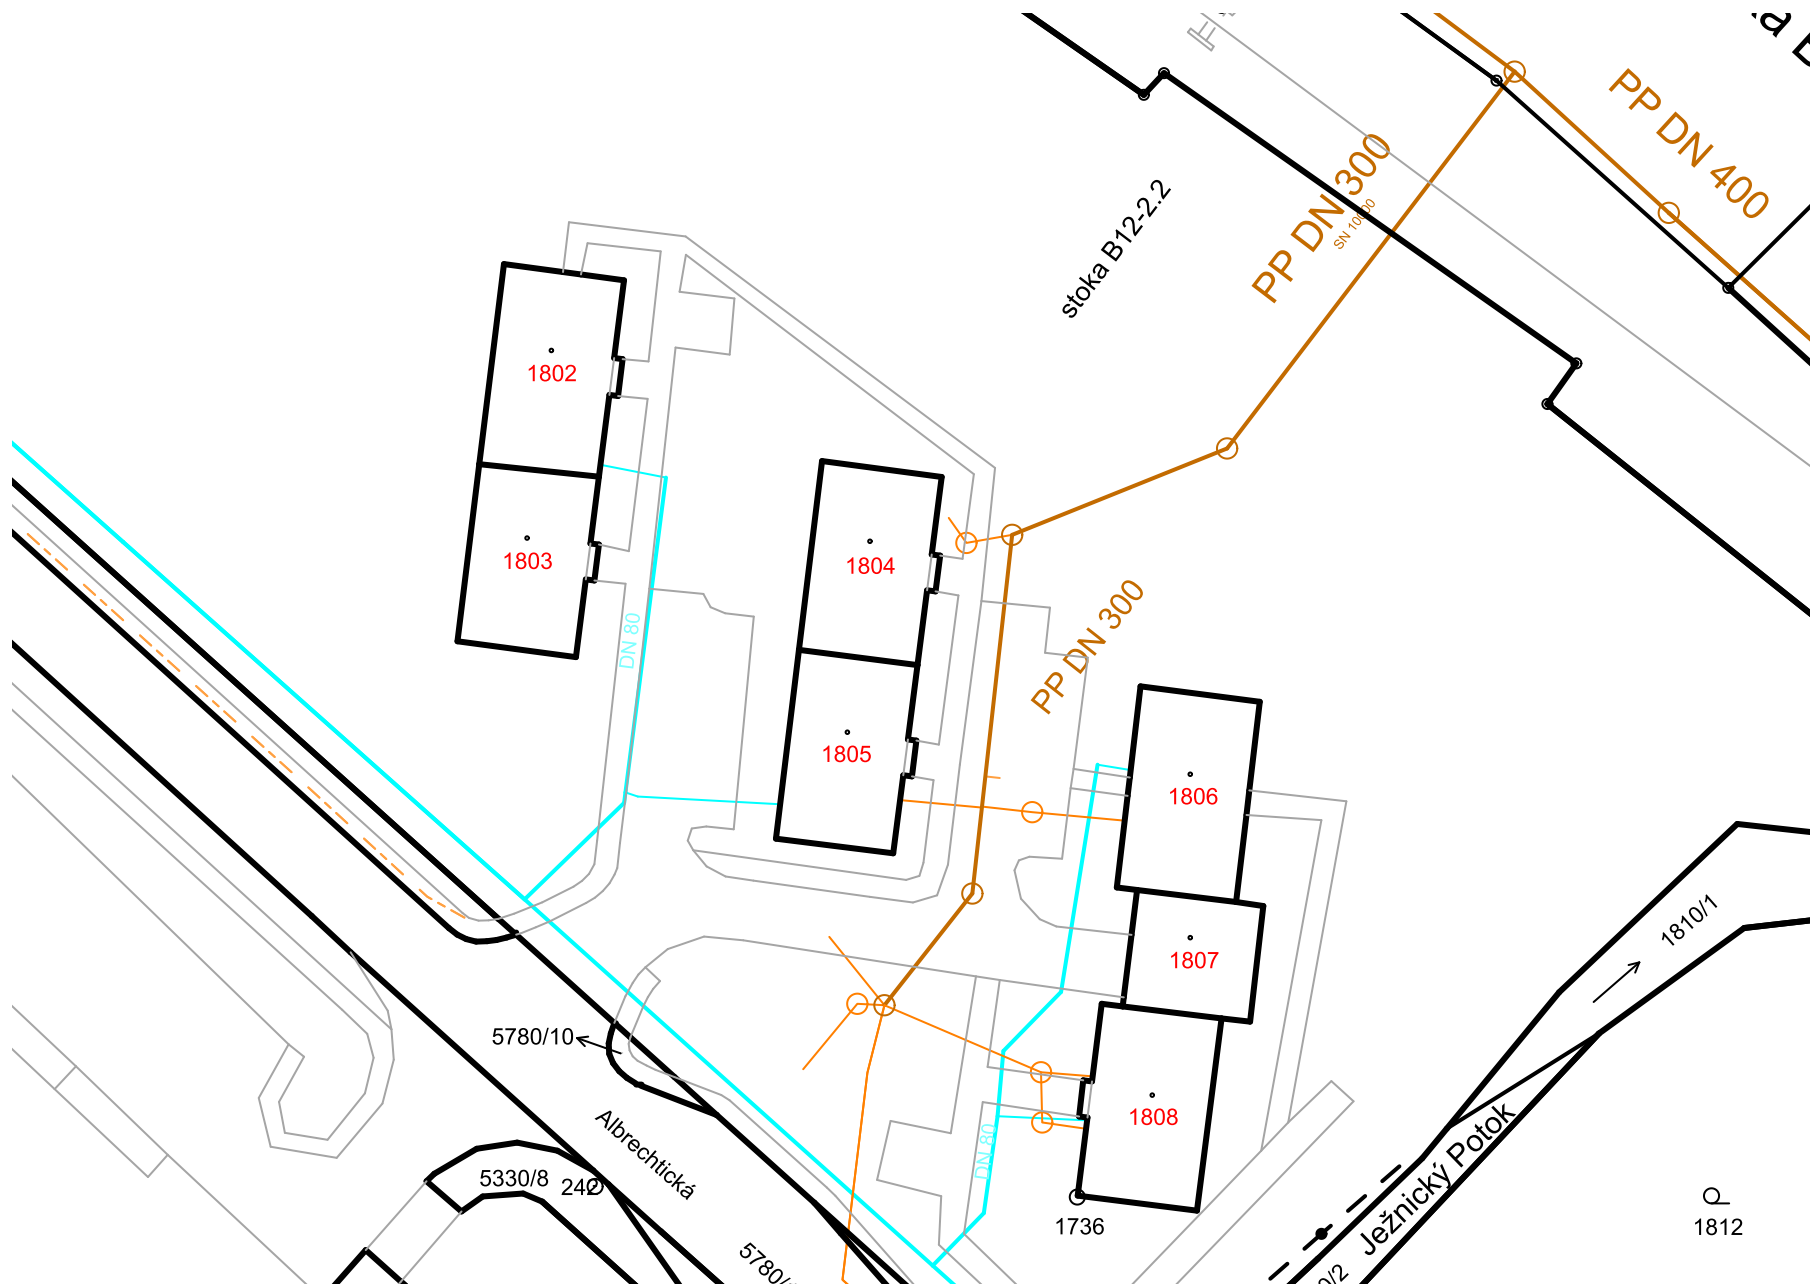 PP DN 400
PP DN 300
SN 10000
stoka B12-2.2
1802
1803
1804
1805
DN 80
PP DN 300
1806
1807
1808
1810/1
5780/10
Albrechtická
5330/8
242
DN 80
1736
Ježnický Potok
1812